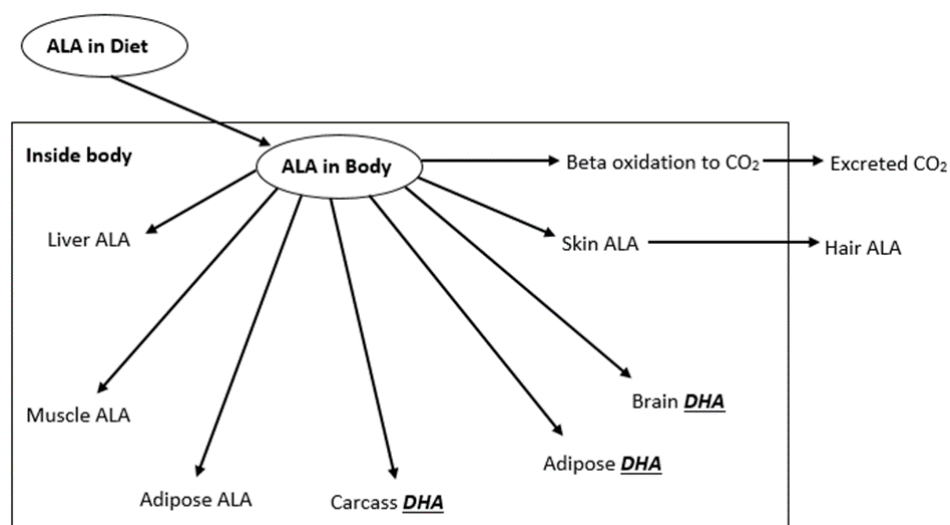 ALA in Diet
Inside body
ALA in Body
Beta oxidation to CO₂
Excreted CO₂
Liver ALA
Skin ALA
Hair ALA
Muscle ALA
Brain DHA
Adipose DHA
Adipose ALA
Carcass DHA